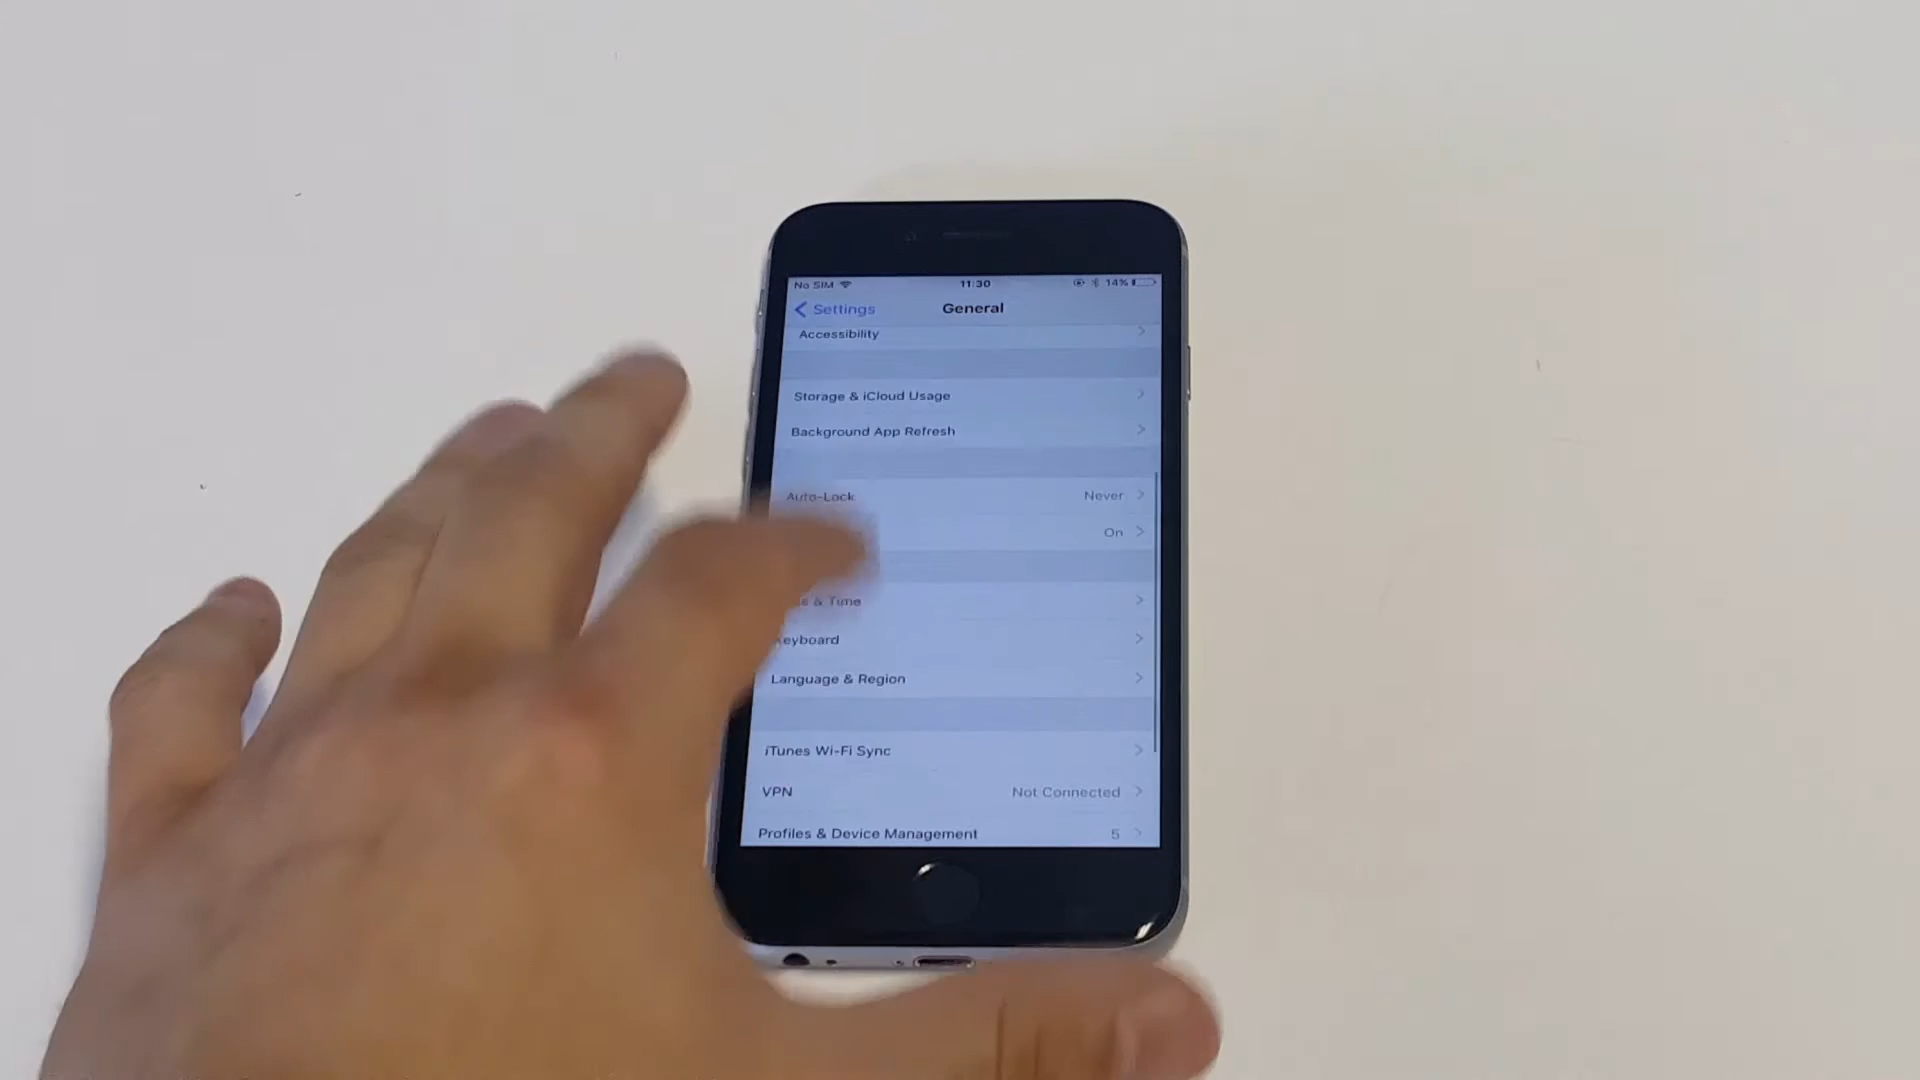 No SIM 11:30 14%
Settings General
Accessibility
Storage & iCloud Usage
Background App Refresh
Auto-Lock Never
On
& Time
Keyboard
Language & Region
iTunes Wi-Fi Sync
VPN Not Connected
Profiles & Device Management 5